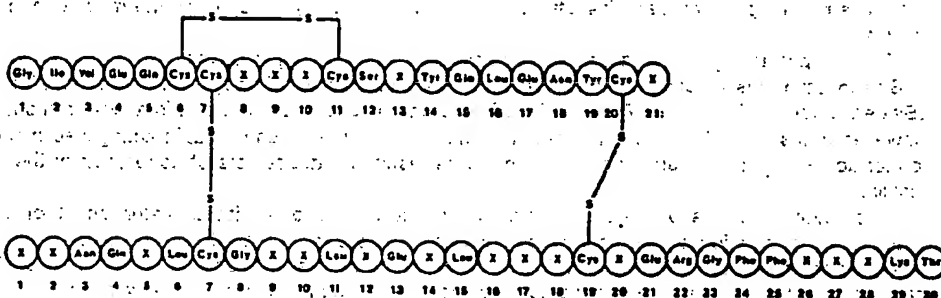 S S
Gly Ile Val Glu Gln Cys Cys X X X Cys Ser X Tyr Gln Leu Glu Asn Tyr Cys X
1 2 3 4 5 6 7 8 9 10 11 12 13 14 15 16 17 18 19 20 21
S S
S S
X X Asn Gln X Leu Cys Gly X X Leu X Glu X Leu X X X Cys X Glu Arg Gly Phe Phe X X X Lys Thr
1 2 3 4 5 6 7 8 9 10 11 12 13 14 15 16 17 18 19 20 21 22 23 24 25 26 27 28 29 30